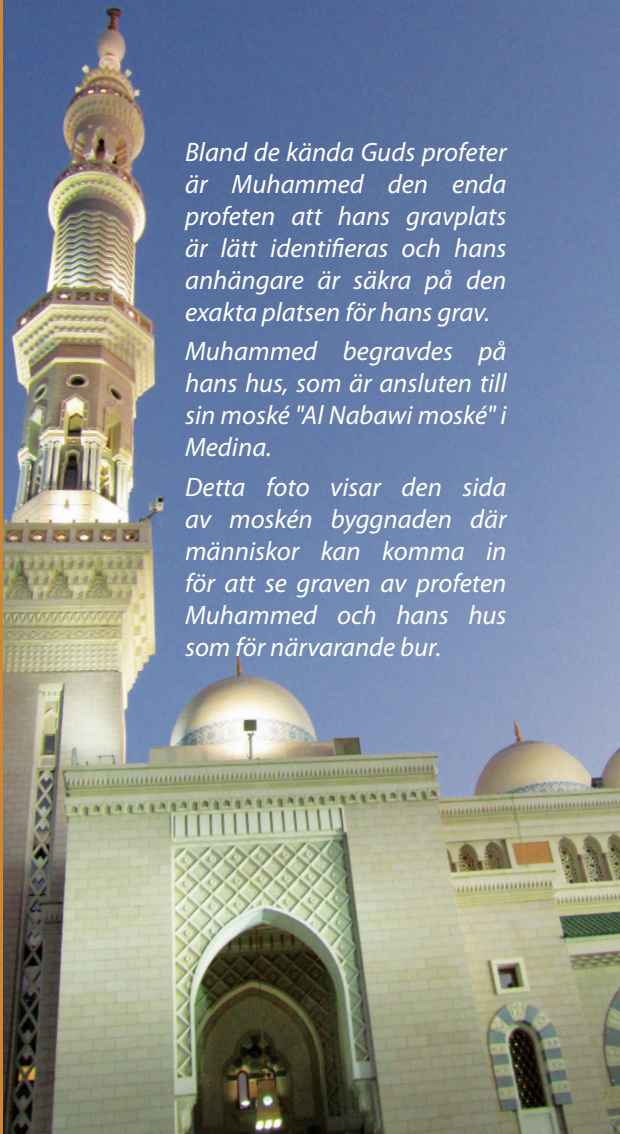 Bland de kända Guds profeter
är Muhammed den enda
profeten att hans gravplats
är lätt identifieras och hans
anhängare är säkra på den
exakta platsen för hans grav.
Muhammed begravdes på
hans hus, som är ansluten till
sin moské "Al Nabawi moské" i
Medina.
Detta foto visar den sida
av moskén byggnaden där
människor kan komma in
för att se graven av profeten
Muhammed och hans hus
som för närvarande bur.